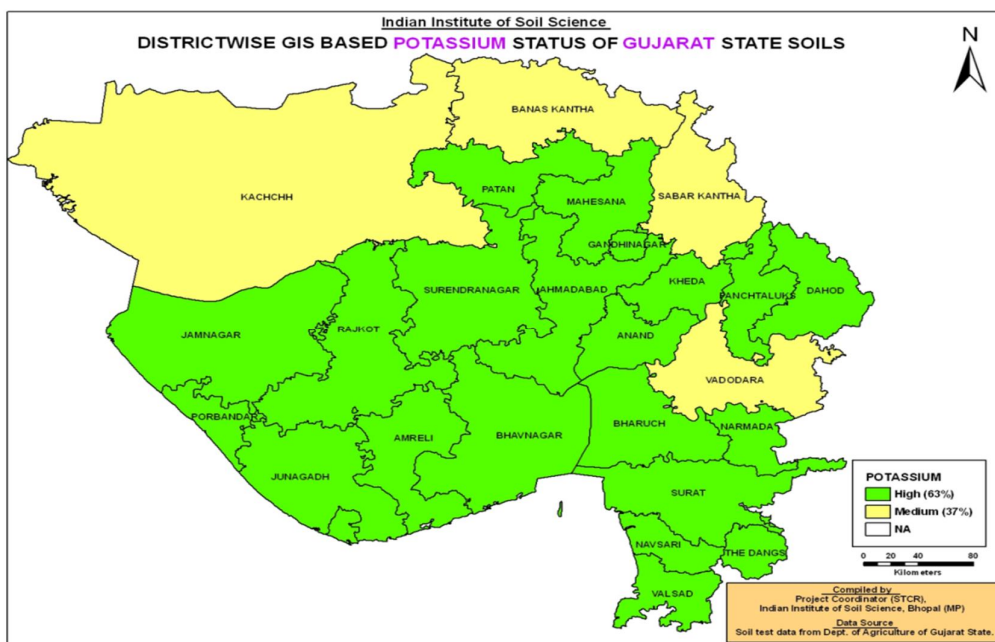 Indian Institute of Soil Science
DISTRICTWISE GIS BASED POTASSIUM STATUS OF GUJARAT STATE SOILS
N
BANAS KANTHA
KACHCHH
PATAN
MAHESANA
SABAR KANTHA
GANDHINAGAR
SURENDRANAGAR
AHMADABAD
KHEDA
PANCHTALUKS
DAHOD
JAMNAGAR
RAJKOT
ANAND
VADODARA
PORBANDAR
AMRELI
BHAVNAGAR
BHARUCH
NARMADA
JUNAGADH
SURAT
NAVSARI
THE DANGS
VALSAD
POTASSIUM
High (63%)
Medium (37%)
NA
0 20 40 80
Kilometers
Compiled by
Project Coordinator (STCR),
Indian Institute of Soil Science, Bhopal (MP)
Data Source
Soil test data from Dept. of Agriculture of Gujarat State.